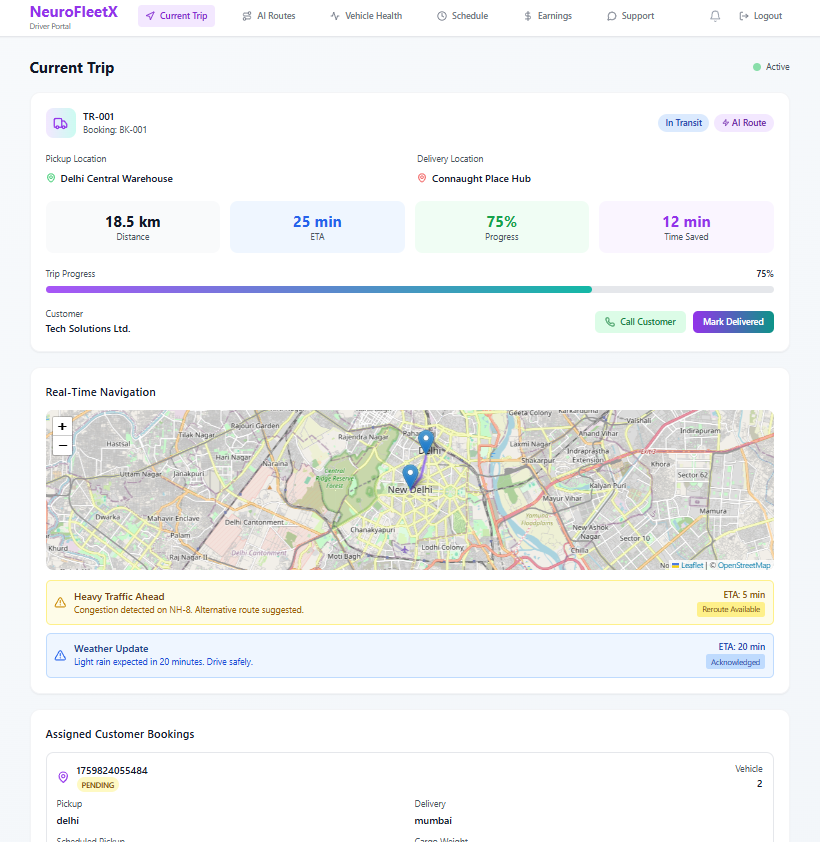 NeuroFleetX
Driver Portal
Current Trip
AI Routes
Vehicle Health
Schedule
Earnings
Support
Logout
Current Trip
Active
TR-001
Booking: BK-001
In Transit
AI Route
Pickup Location
Delivery Location
Delhi Central Warehouse
Connaught Place Hub
18.5 km
Distance
25 min
ETA
75%
Progress
12 min
Time Saved
Trip Progress
75%
Customer
Tech Solutions Ltd.
Call Customer
Mark Delivered
Real-Time Navigation
+
−
Geeta Colony
Karkarduma
Vaishali
Rajouri Garden
Tilak Nagar
Rajendra Nagar
Delhi
Anand Vihar
Indirapuram
Hastsal
Hari Nagar
Laxmi Nagar
Indraprastha
Extension
Shakarpur
Khora
Naraina
Uttam Nagar
Janakpuri
Central
Ridge Reserve
Forest
New Delhi
Kalyan Puri
Sector 62
Mayur Vihar
Mamura
Dwarka
Mahavir Enclave
Delhi Cantonment
Chanakyapuri
New Ashok
Nagar
Sector 10
Palam
Lodhi Colony
Chilla
Khurd
Raj Nagar II
Delhi Cantonment
Moti Bagh
No
Leaflet | © OpenStreetMap
Heavy Traffic Ahead
Congestion detected on NH-8. Alternative route suggested.
ETA: 5 min
Reroute Available
Weather Update
Light rain expected in 20 minutes. Drive safely.
ETA: 20 min
Acknowledged
Assigned Customer Bookings
1759824055484
PENDING
Vehicle
2
Pickup
Delivery
delhi
mumbai
Scheduled Pickup
Cargo Weight